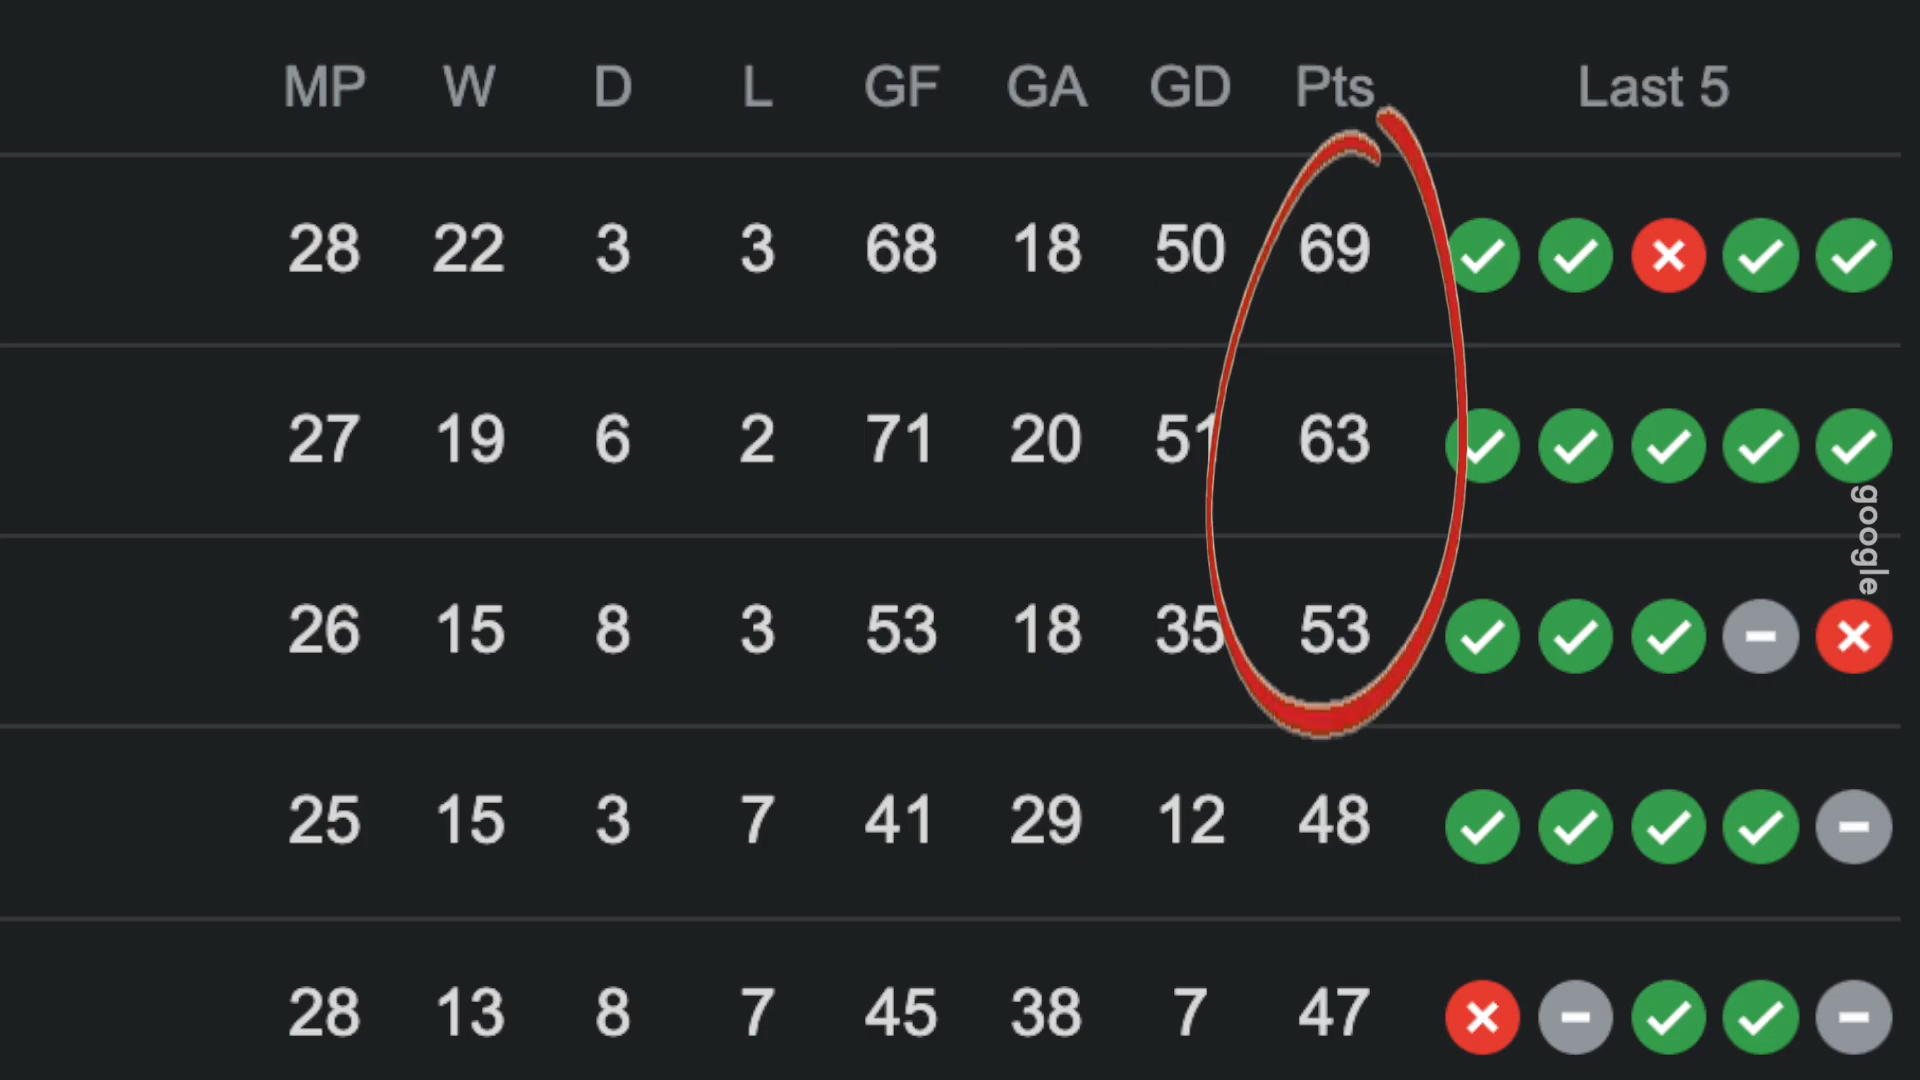 MP W D L GF GA GD Pts Last 5
28 22 3 3 68 18 50 69
27 19 6 2 71 20 51 63
google
26 15 8 3 53 18 35 53
25 15 3 7 41 29 12 48
28 13 8 7 45 38 7 47